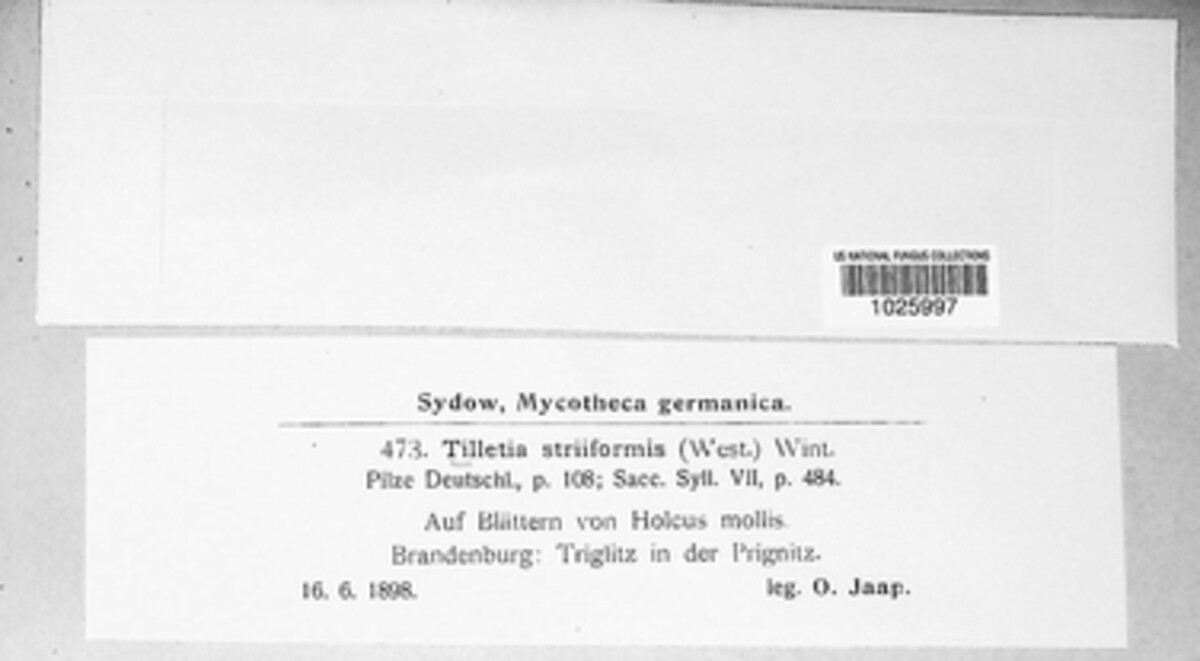 US NATIONAL FUNGUS COLLECTIONS
1025997
Sydow, Mycotheca germanica.
473. Tilletia striiformis (West.) Wint.
Pilze Deutschl., p. 108; Sacc. Syll. VII, p. 484.
Auf Blättern von Holcus mollis.
Brandenburg: Triglitz in der Prignitz.
16. 6. 1898. leg. O. Jaap.